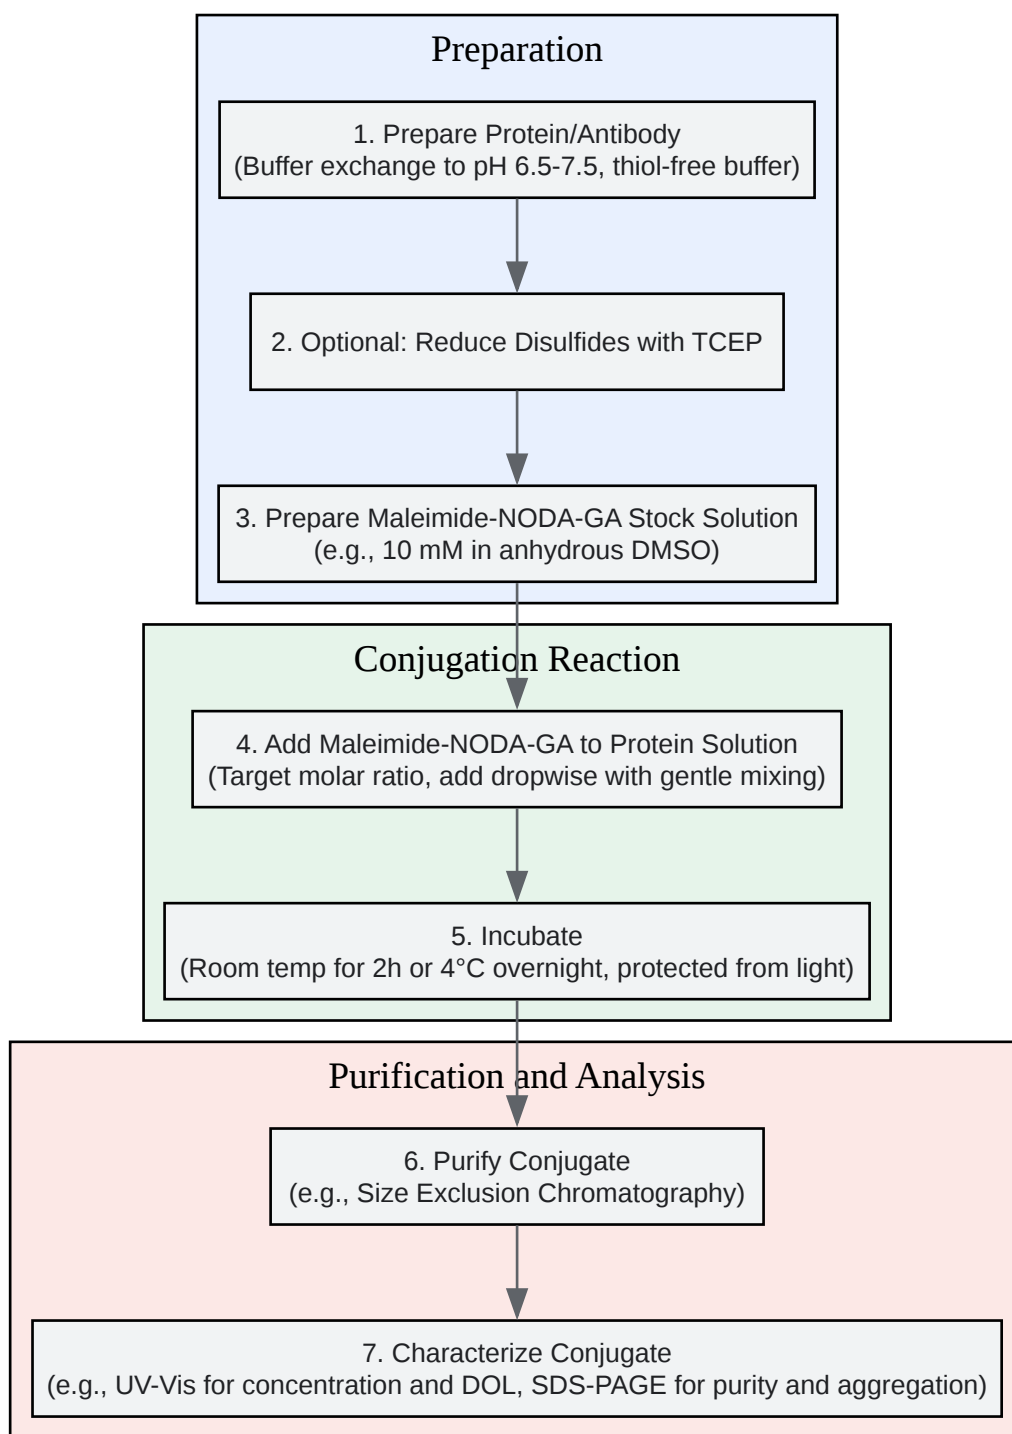 Preparation
1. Prepare Protein/Antibody
(Buffer exchange to pH 6.5-7.5, thiol-free buffer)
2. Optional: Reduce Disulfides with TCEP
3. Prepare Maleimide-NODA-GA Stock Solution
(e.g., 10 mM in anhydrous DMSO)
Conjugation Reaction
4. Add Maleimide-NODA-GA to Protein Solution
(Target molar ratio, add dropwise with gentle mixing)
5. Incubate
(Room temp for 2h or 4°C overnight, protected from light)
Purification and Analysis
6. Purify Conjugate
(e.g., Size Exclusion Chromatography)
7. Characterize Conjugate
(e.g., UV-Vis for concentration and DOL, SDS-PAGE for purity and aggregation)